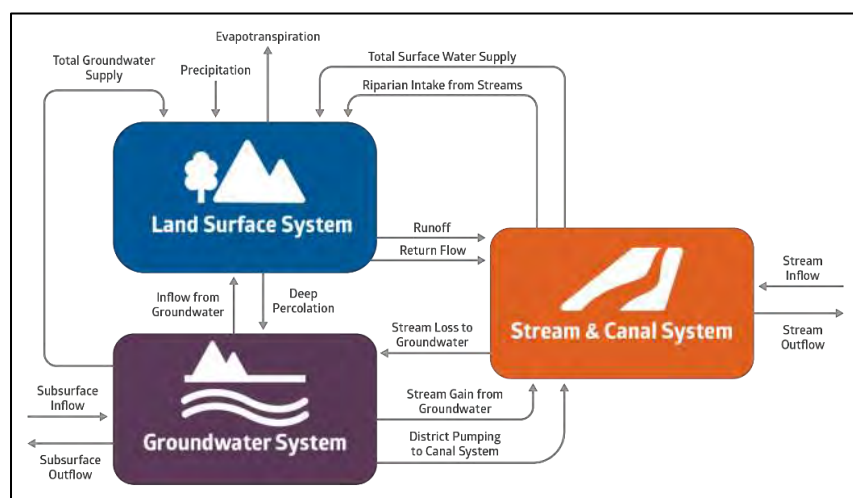 Evapotranspiration
Total Groundwater
Supply
Precipitation
Total Surface Water Supply
Riparian Intake from Streams
Land Surface System
Runoff
Return Flow
Inflow from
Groundwater
Deep
Percolation
Stream Loss to
Groundwater
Stream & Canal System
Stream
Inflow
Stream
Outflow
Subsurface
Inflow
Subsurface
Outflow
Groundwater System
Stream Gain from
Groundwater
District Pumping
to Canal System